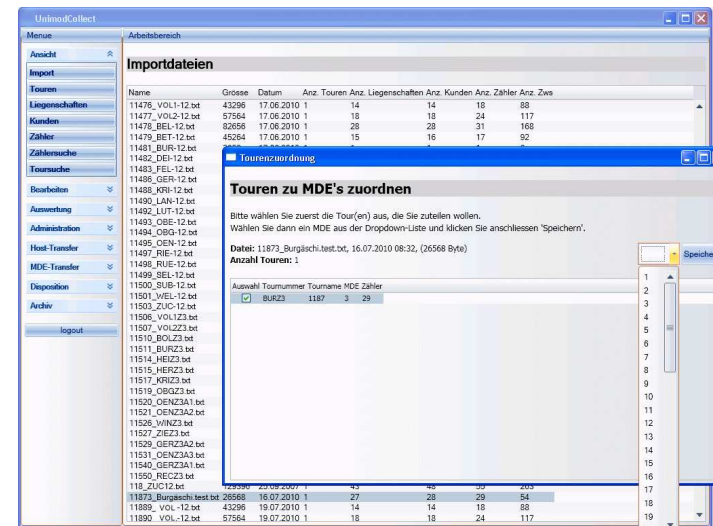 UnimodCollect
Menue
Arbeitsbereich
Ansicht
Import
Touren
Liegenschaften
Kunden
Zähler
Zählersuche
Toursuche
Bearbeiten
Auswertung
Administration
Host-Transfer
MDE-Transfer
Disposition
Archiv
logout
Importdateien
Name Grösse Datum Anz. Touren Anz. Liegenschaften Anz. Kunden Anz. Zähler Anz. Zws
11476_VOL1-12.txt 43296 17.06.2010 1 14 14 18 88
11477_VOL2-12.txt 57564 17.06.2010 1 18 18 24 117
11478_BEL-12.txt 82656 17.06.2010 1 28 28 31 168
11479_BET-12.txt 45264 17.06.2010 1 15 16 17 92
11481_BUR-12.txt
11482_DEI-12.txt
11483_FEL-12.txt
11486_GER-12.txt
11488_KRI-12.txt
11490_LAN-12.txt
11492_LUT-12.txt
11493_OBE-12.txt
11494_OBG-12.txt
11495_OEN-12.txt
11497_RIE-12.txt
11498_RUE-12.txt
11499_SEL-12.txt
11500_SUB-12.txt
11501_WEL-12.txt
11503_ZUC-12.txt
11506_VOL1Z3.txt
11507_VOL2Z3.txt
11510_BOLZ3.txt
11511_BURZ3.txt
11514_HEIZ3.txt
11515_HERZ3.txt
11517_KRIZ3.txt
11519_OBGZ3.txt
11520_OENZ3A1.txt
11521_OENZ3A2.txt
11526_WINZ3.txt
11527_ZIEZ3.txt
11529_GERZ3A2.txt
11531_OENZ3A3.txt
11540_GERZ3A1.txt
11550_RECZ3.txt
118_ZUC12.txt 129396 25.09.2007 1 43 48 55 263
11873_Burgäschi.test.txt 26568 16.07.2010 1 27 28 29 54
11889_ VOL -12.txt 43296 19.07.2010 1 14 14 18 88
11890 VOL.-12.txt 57564 19.07.2010 1 18 18 24 117
Tourenzuordnung
Touren zu MDE's zuordnen
Bitte wählen Sie zuerst die Tour(en) aus, die Sie zuteilen wollen.
Wählen Sie dann ein MDE aus der Dropdown-Liste und klicken Sie anschliessen 'Speichern'.
Datei: 11873_Burgäschi.test.txt, 16.07.2010 08:32, (26568 Byte)
Anzahl Touren: 1
Speiche
Auswahl Tournummer Tourname MDE Zähler
BURZ3 1187 3 29
1
2
3
4
5
6
7
8
9
10
11
12
13
14
15
16
17
18
19